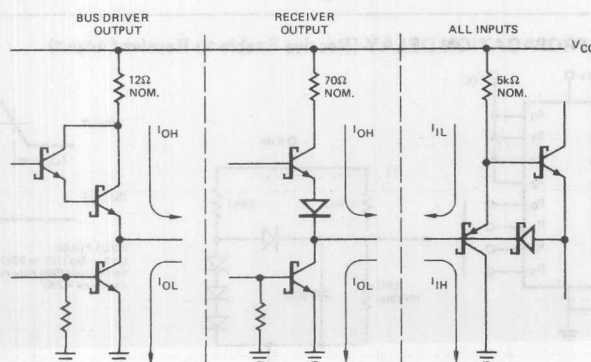 BUS DRIVER
OUTPUT
RECEIVER
OUTPUT
ALL INPUTS
VCC
12Ω
NOM.
70Ω
NOM.
5kΩ
NOM.
IOH
IOH
IIL
IOL
IOL
IIH